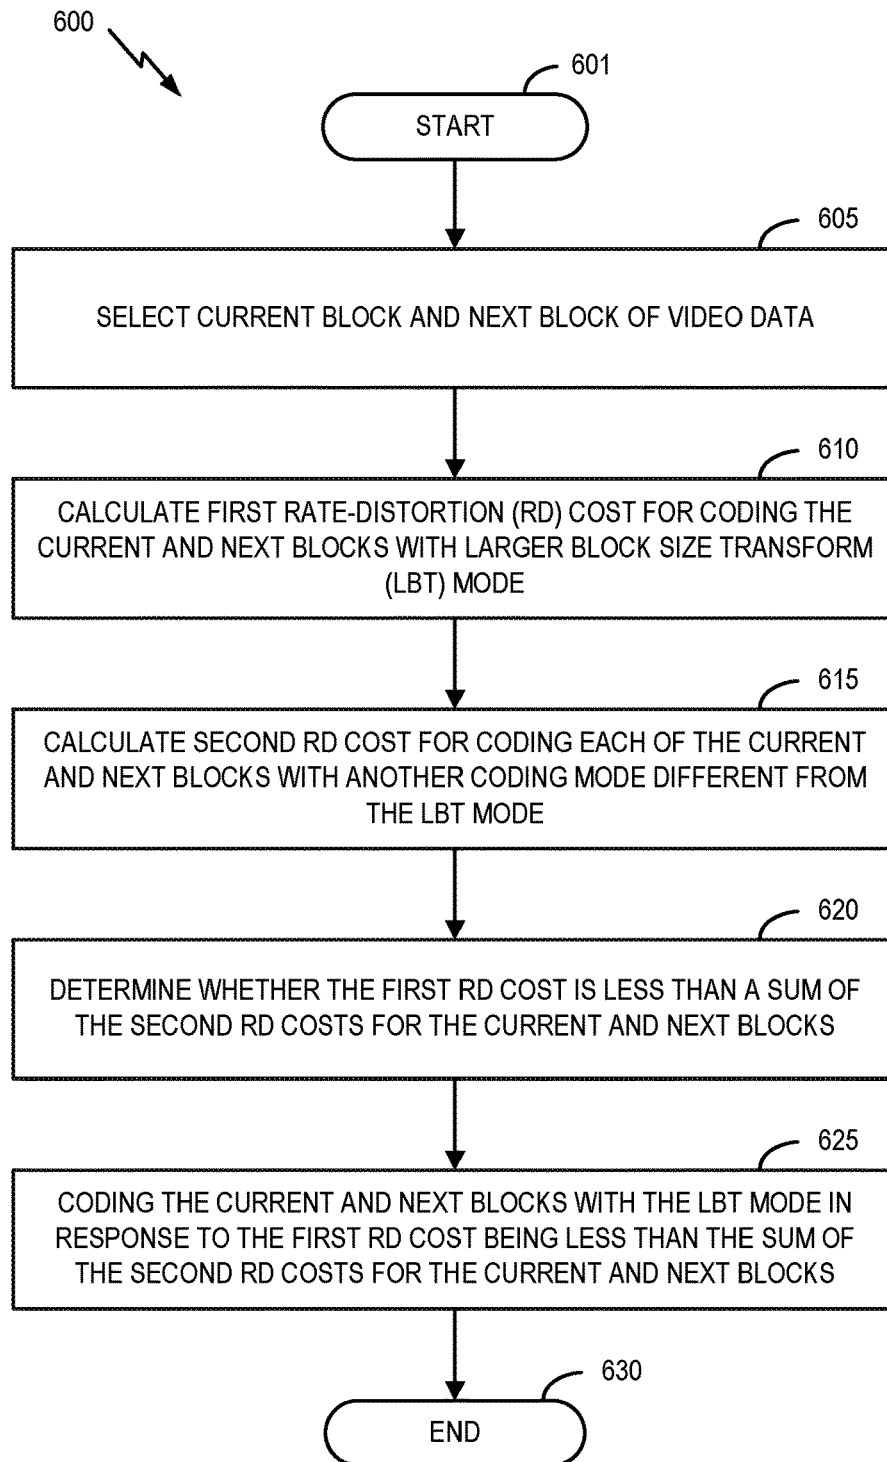 600
601
START
605
SELECT CURRENT BLOCK AND NEXT BLOCK OF VIDEO DATA
610
CALCULATE FIRST RATE-DISTORTION (RD) COST FOR CODING THE
CURRENT AND NEXT BLOCKS WITH LARGER BLOCK SIZE TRANSFORM
(LBT) MODE
615
CALCULATE SECOND RD COST FOR CODING EACH OF THE CURRENT
AND NEXT BLOCKS WITH ANOTHER CODING MODE DIFFERENT FROM
THE LBT MODE
620
DETERMINE WHETHER THE FIRST RD COST IS LESS THAN A SUM OF
THE SECOND RD COSTS FOR THE CURRENT AND NEXT BLOCKS
625
CODING THE CURRENT AND NEXT BLOCKS WITH THE LBT MODE IN
RESPONSE TO THE FIRST RD COST BEING LESS THAN THE SUM OF
THE SECOND RD COSTS FOR THE CURRENT AND NEXT BLOCKS
630
END